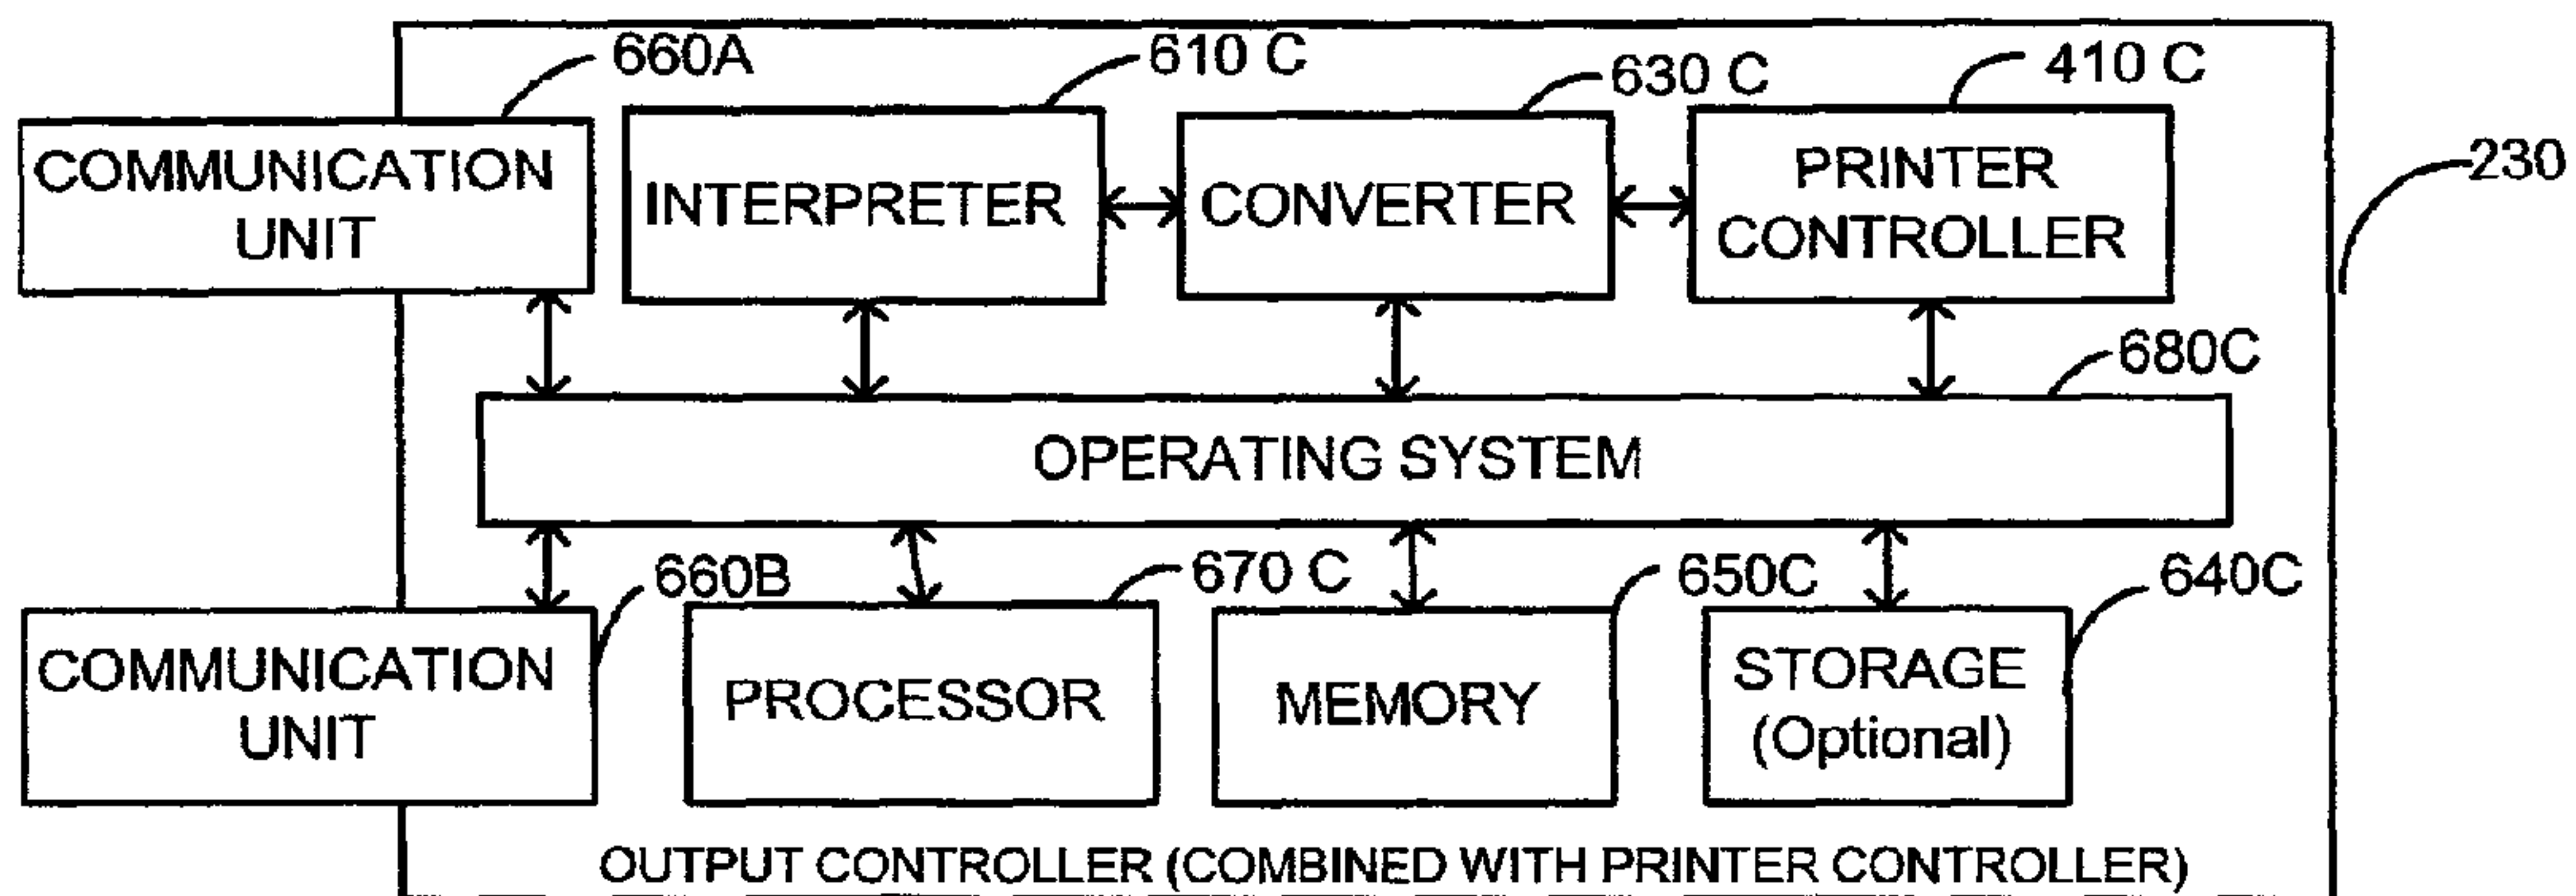 660A
610 C
630 C
410 C
230
COMMUNICATION
UNIT
INTERPRETER
CONVERTER
PRINTER
CONTROLLER
680C
OPERATING SYSTEM
660B
670 C
650C
640C
COMMUNICATION
UNIT
PROCESSOR
MEMORY
STORAGE
(Optional)
OUTPUT CONTROLLER (COMBINED WITH PRINTER CONTROLLER)